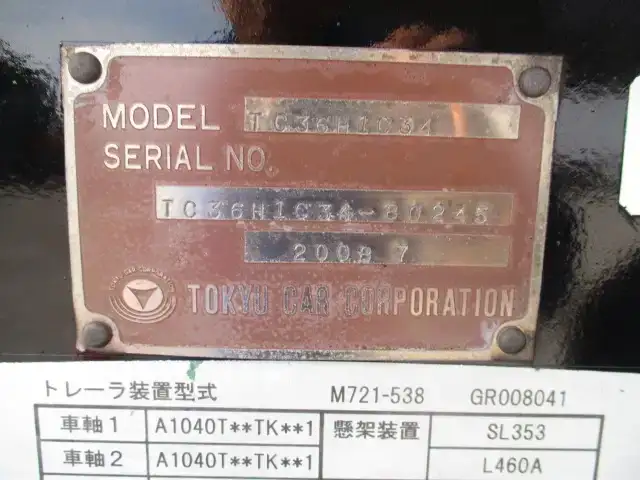 MODEL TC36H1C34
SERIAL NO.
TC36H1C34-80245
2008 7
TOKYU CAR CORPORATION
トレーラ装置型式 M721-538 GR008041
車軸1 A1040T**TK**1 懸架装置 SL353
車軸2 A1040T**TK**1 L460A